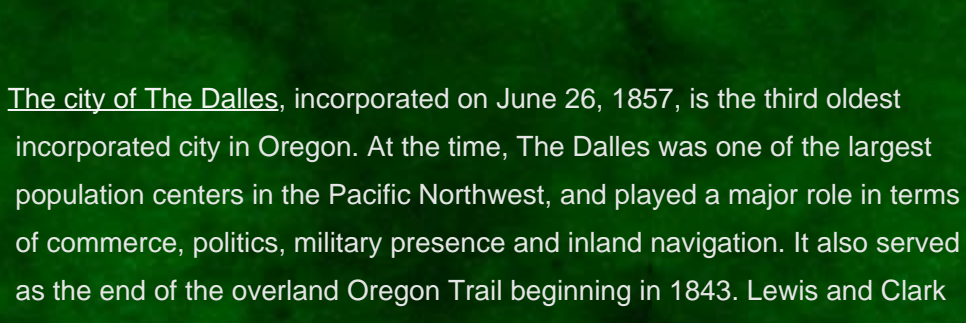 The city of The Dalles, incorporated on June 26, 1857, is the third oldest
incorporated city in Oregon. At the time, The Dalles was one of the largest
population centers in the Pacific Northwest, and played a major role in terms
of commerce, politics, military presence and inland navigation. It also served
as the end of the overland Oregon Trail beginning in 1843. Lewis and Clark